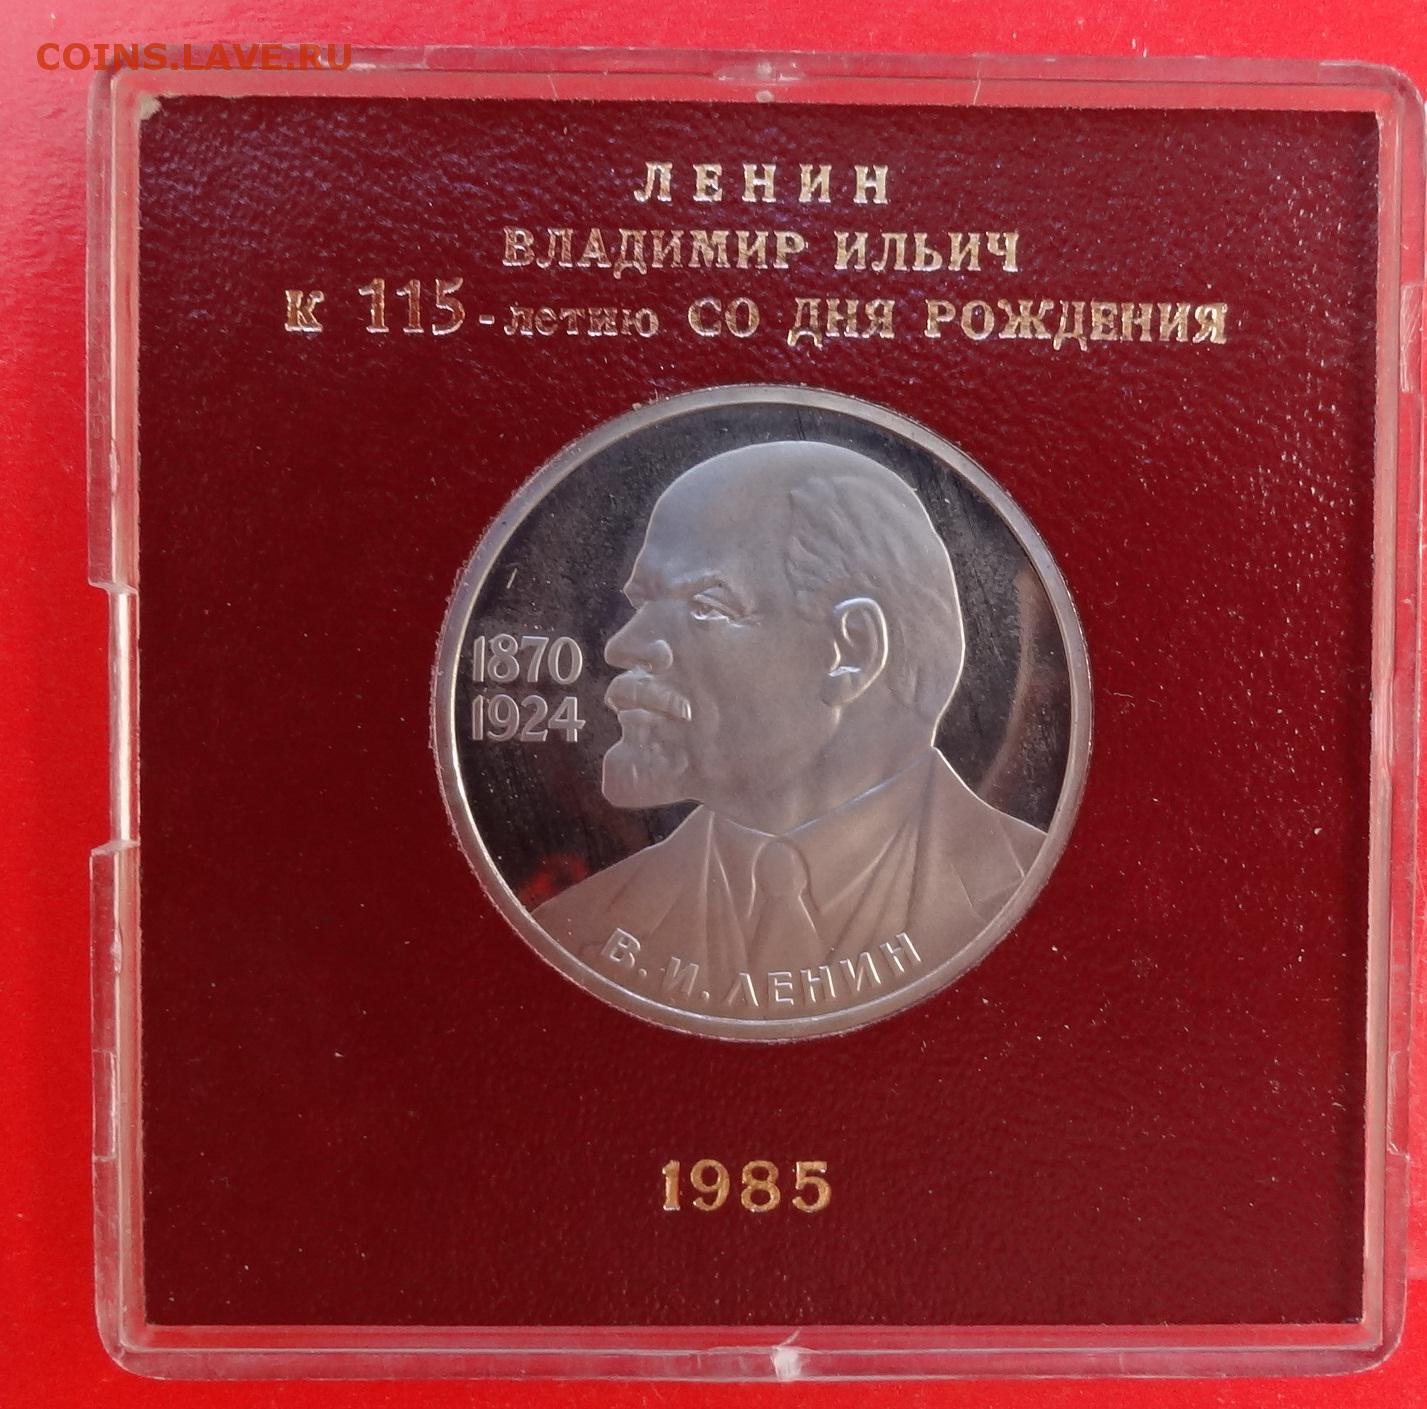 COINS.LAVE.RU
ЛЕНИН
ВЛАДИМИР ИЛЬИЧ
К 115-летию СО ДНЯ РОЖДЕНИЯ
1870
1924
В.И.ЛЕНИН
1985